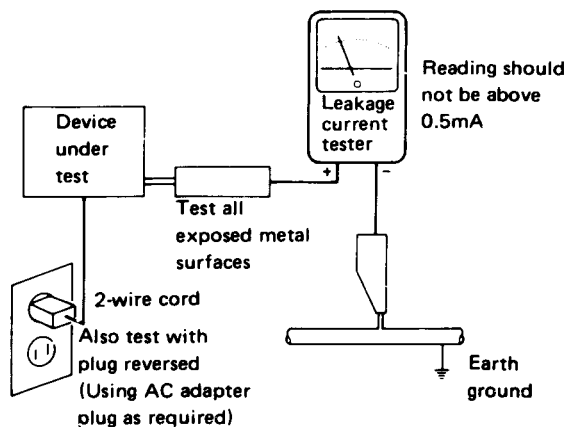 Device
under
test
Leakage
current
tester
+
−
Reading should
not be above
0.5mA
Test all
exposed metal
surfaces
2-wire cord
Also test with
plug reversed
(Using AC adapter
plug as required)
Earth
ground